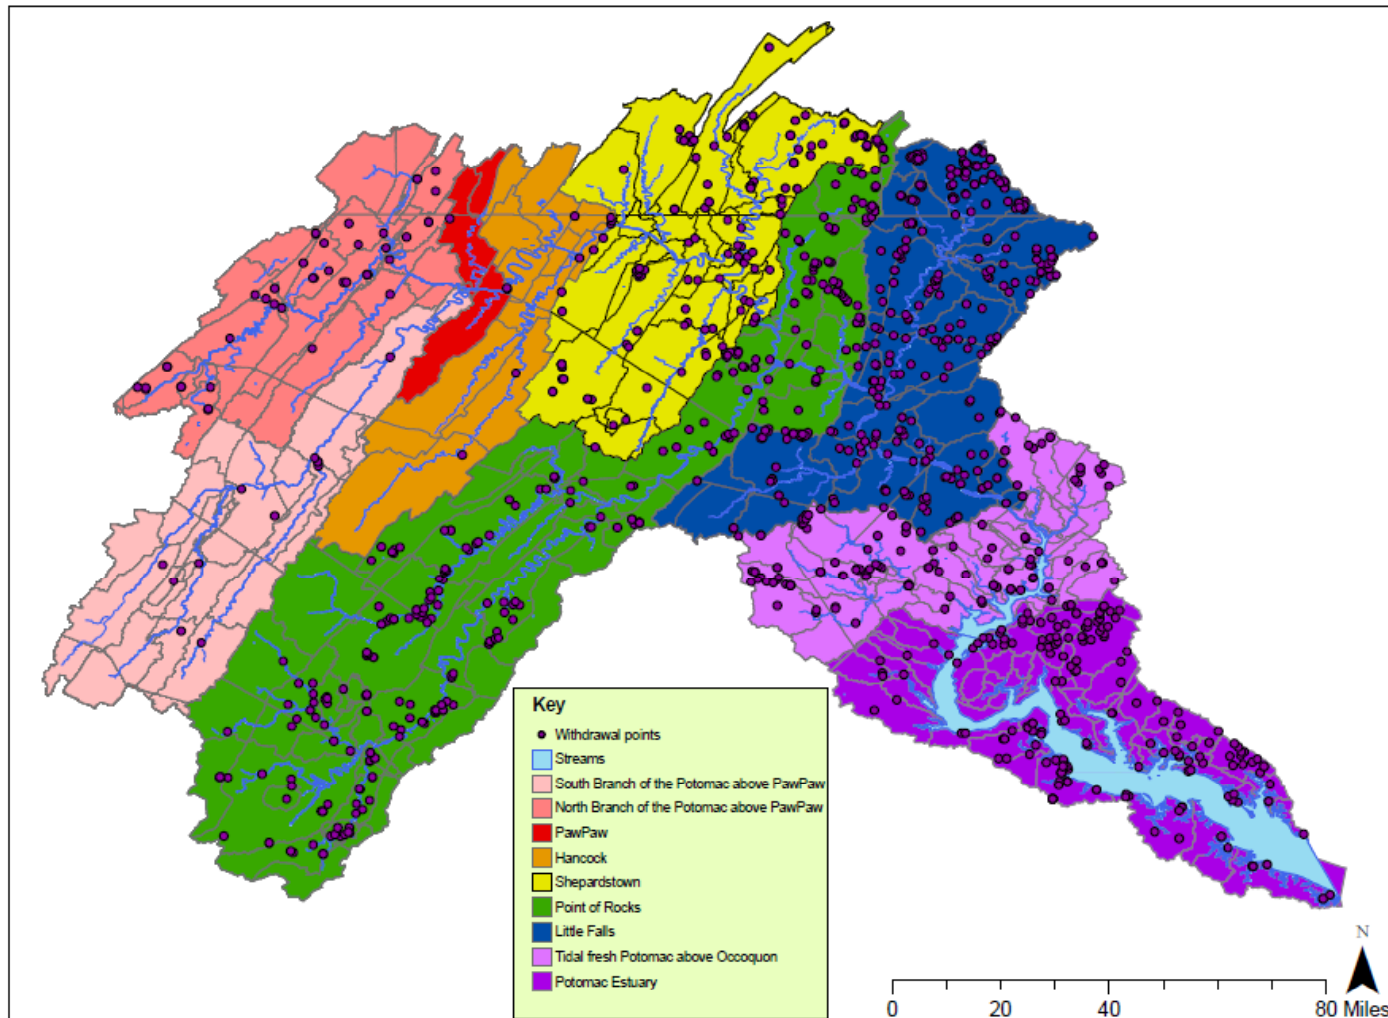 Key
Withdrawal points
Streams
South Branch of the Potomac above PawPaw
North Branch of the Potomac above PawPaw
PawPaw
Hancock
Shepardstown
Point of Rocks
Little Falls
Tidal fresh Potomac above Occoquon
Potomac Estuary
N
0 20 40 80 Miles